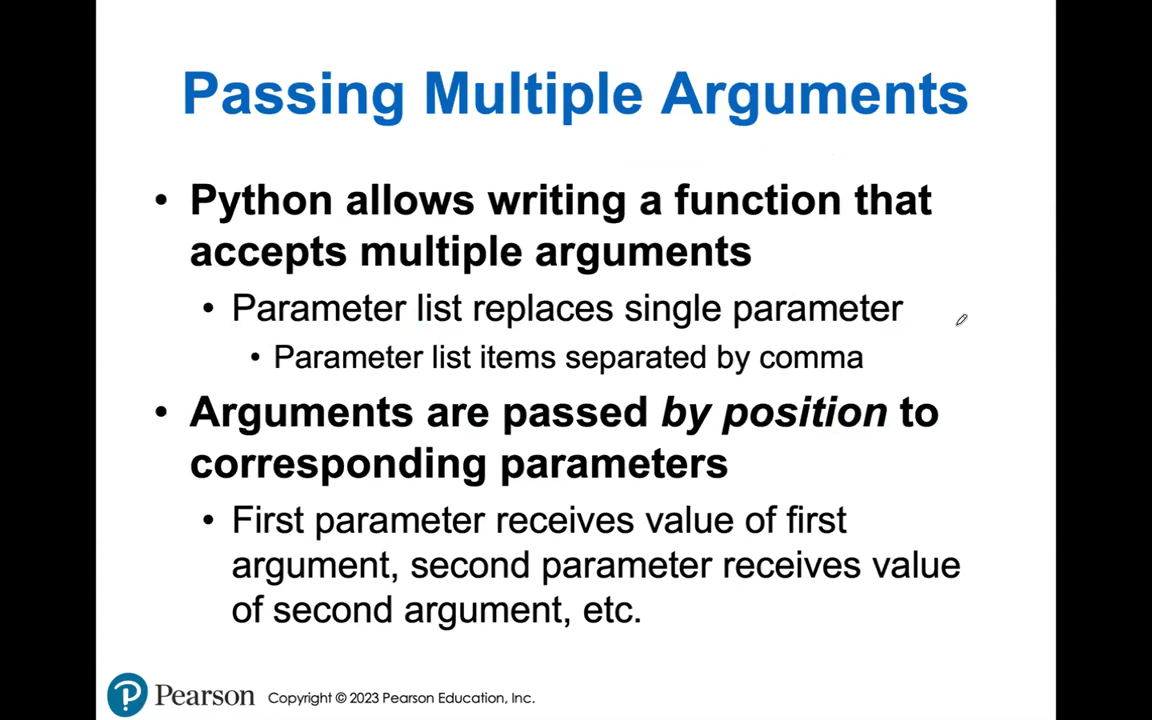 Passing Multiple Arguments
• Python allows writing a function that
accepts multiple arguments
• Parameter list replaces single parameter
• Parameter list items separated by comma
• Arguments are passed by position to
corresponding parameters
• First parameter receives value of first
argument, second parameter receives value
of second argument, etc.
Pearson Copyright © 2023 Pearson Education, Inc.